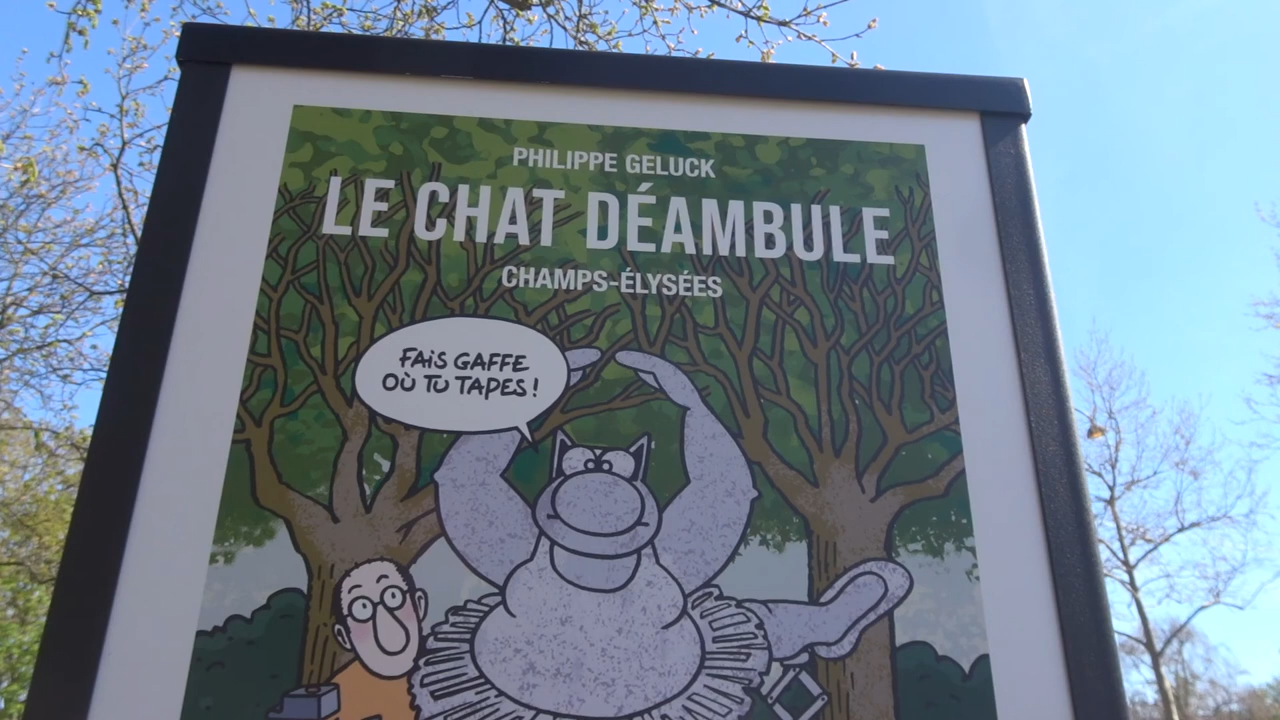 PHILIPPE GELUCK
LE CHAT DÉAMBULE
CHAMPS-ÉLYSÉES
FAIS GAFFE
OÙ TU TAPES !